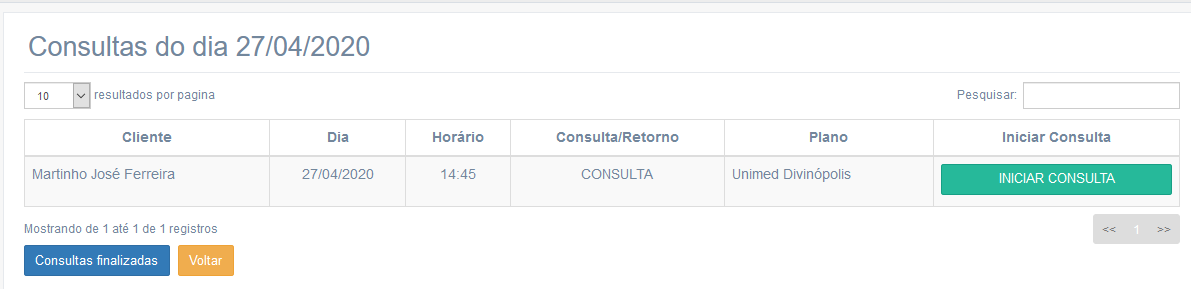 Consultas do dia 27/04/2020
10 resultados por pagina Pesquisar:
Cliente Dia Horário Consulta/Retorno Plano Iniciar Consulta
Martinho José Ferreira 27/04/2020 14:45 CONSULTA Unimed Divinópolis INICIAR CONSULTA
Mostrando de 1 até 1 de 1 registros << 1 >>
Consultas finalizadas Voltar